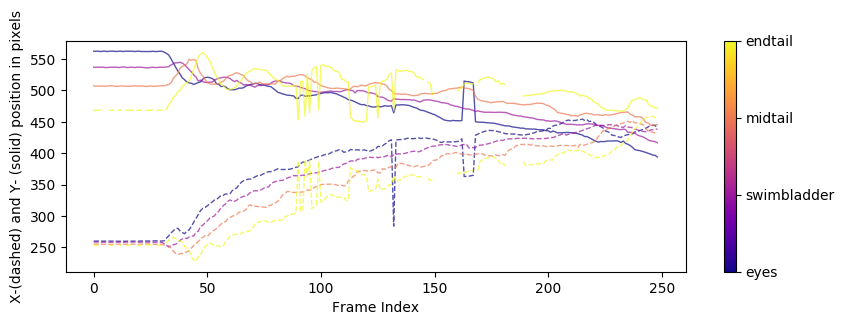 X-(dashed) and Y- (solid) position in pixels
550
500
450
400
350
300
250
0
50
100
150
200
250
Frame Index
endtail
midtail
swimbladder
eyes